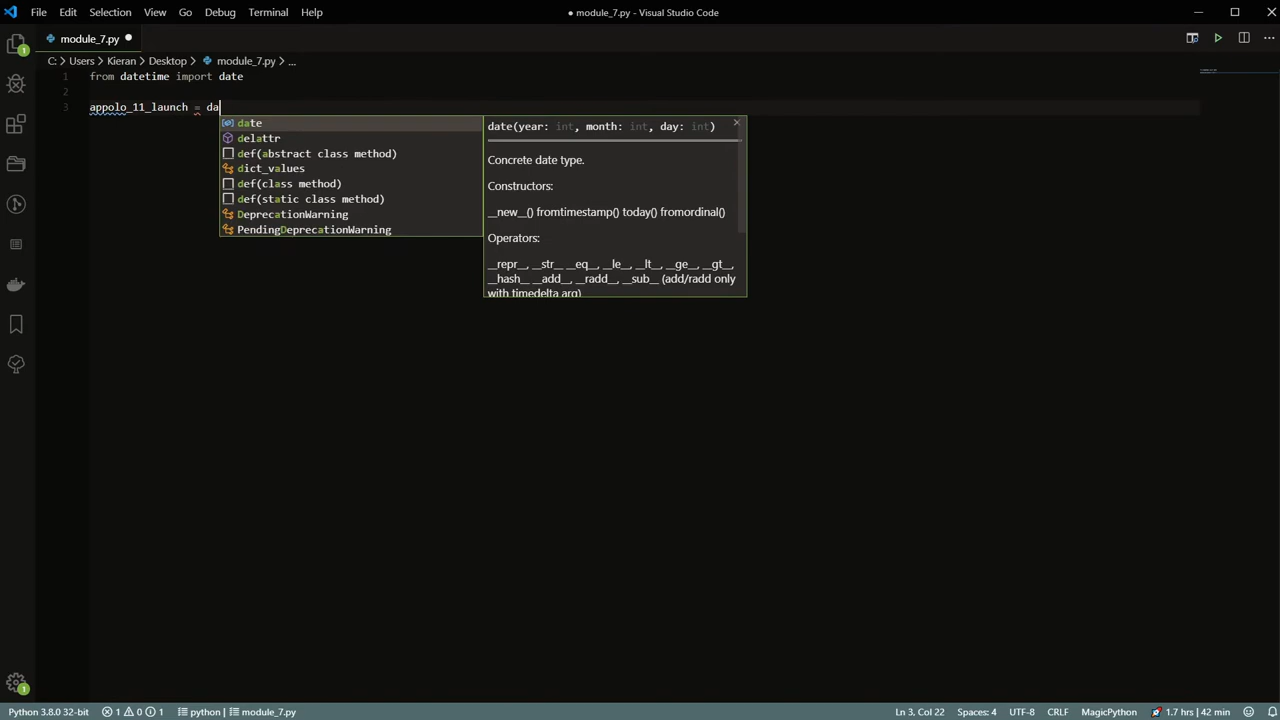 File Edit Selection View Go Debug Terminal Help
● module_7.py - Visual Studio Code
module_7.py
C: > Users > Kieran > Desktop > module_7.py > ...
1 from datetime import date
2
3 appolo_11_launch = da
date
delattr
def(abstract class method)
dict_values
def(class method)
def(static class method)
DeprecationWarning
PendingDeprecationWarning
date(year: int, month: int, day: int)
Concrete date type.
Constructors:
__new__() fromtimestamp() today() fromordinal()
Operators:
__repr__, __str__ __eq__, __le__, __lt__, __ge__, __gt__,
__hash__ __add__, __radd__, __sub__ (add/radd only
with timedelta arg)
1
1
Python 3.8.0 32-bit 1 0 1 python | module_7.py Ln 3, Col 22 Spaces: 4 UTF-8 CRLF MagicPython 1.7 hrs | 42 min